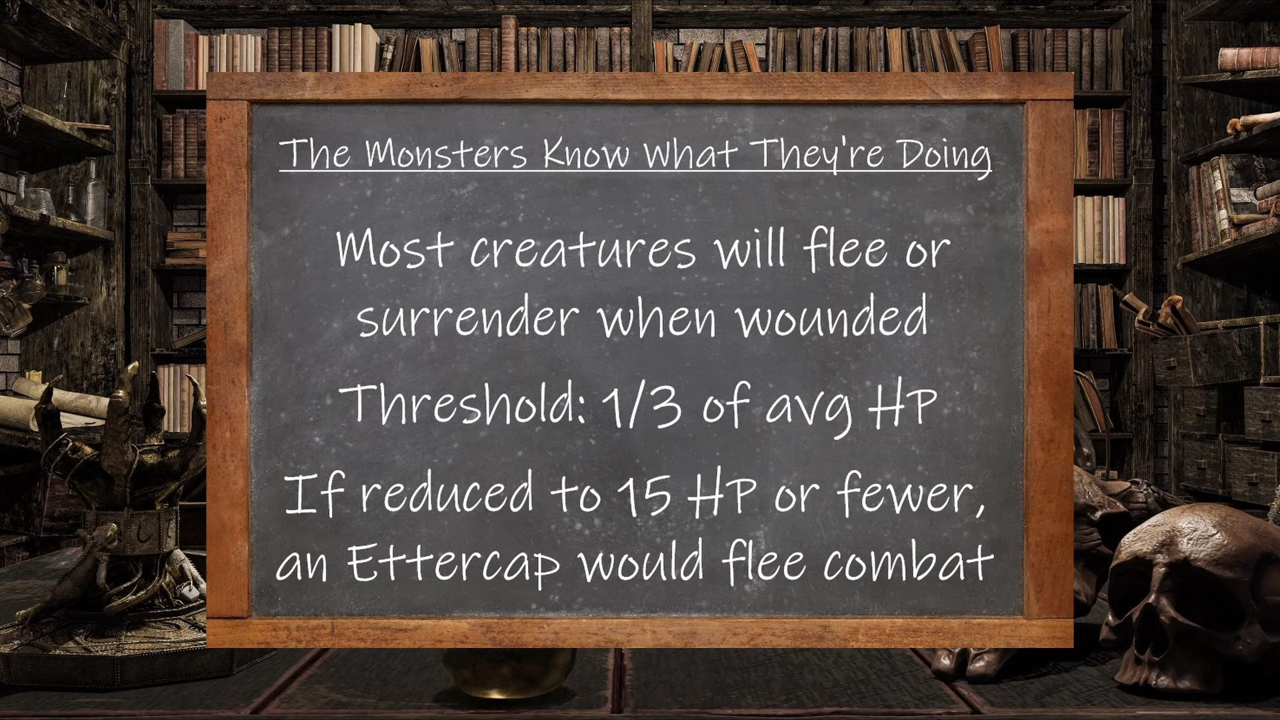 The Monsters Know What They're Doing
Most creatures will flee or
surrender when wounded
Threshold: 1/3 of avg HP
If reduced to 15 HP or fewer,
an Ettercap would flee combat